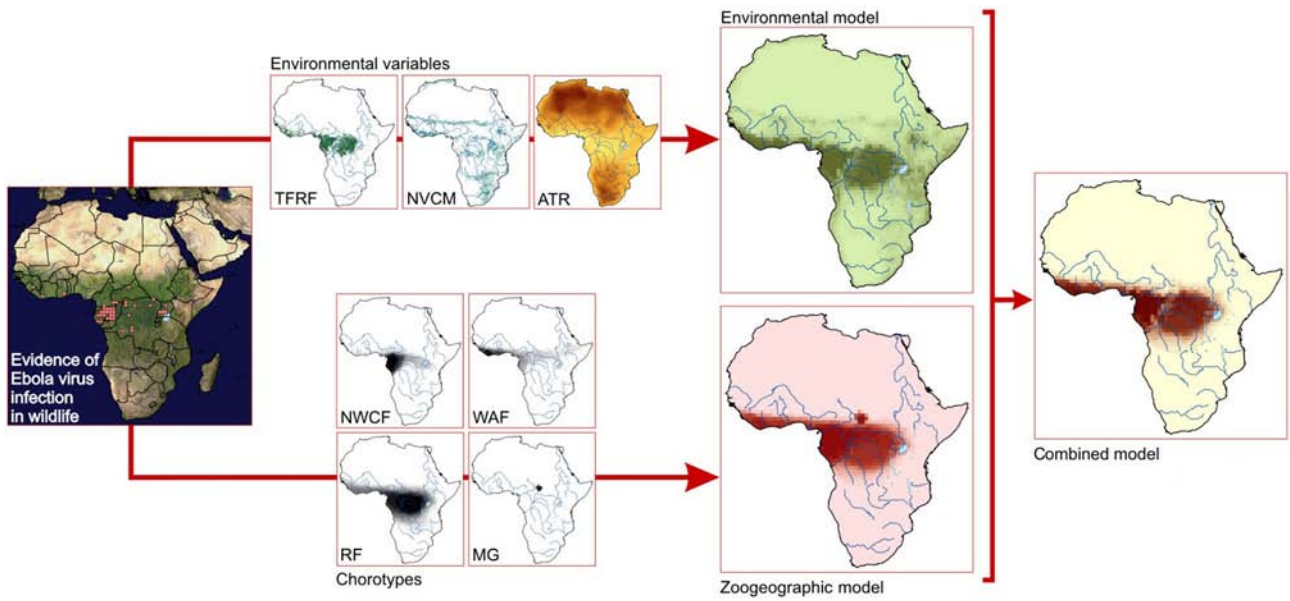 Environmental model
Environmental variables
TFRF
NVCM
ATR
Evidence of
Ebola virus
infection
in wildlife
NWCF
WAF
RF
MG
Chorotypes
Zoogeographic model
Combined model